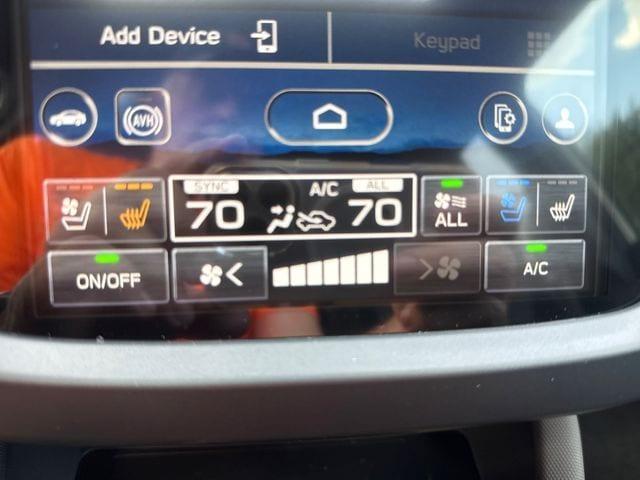 Add Device Keypad
AVH
SYNC A/C ALL
70 70
ALL
ON/OFF < > A/C